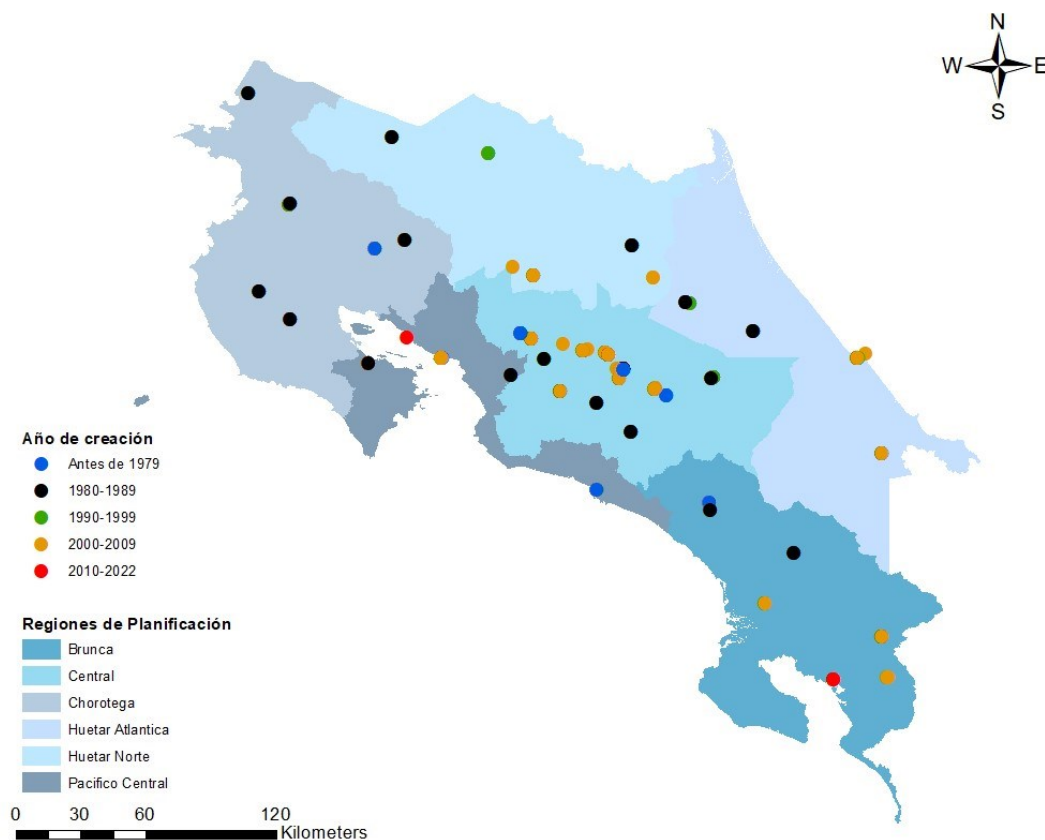 N
W E
S
Año de creación
Antes de 1979
1980-1989
1990-1999
2000-2009
2010-2022
Regiones de Planificación
Brunca
Central
Chorotega
Huetar Atlantica
Huetar Norte
Pacifico Central
0 30 60 120
Kilometers